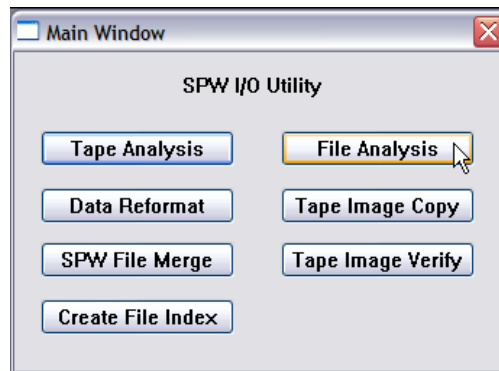 Main Window
SPW I/O Utility
Tape Analysis
File Analysis
Data Reformat
Tape Image Copy
SPW File Merge
Tape Image Verify
Create File Index